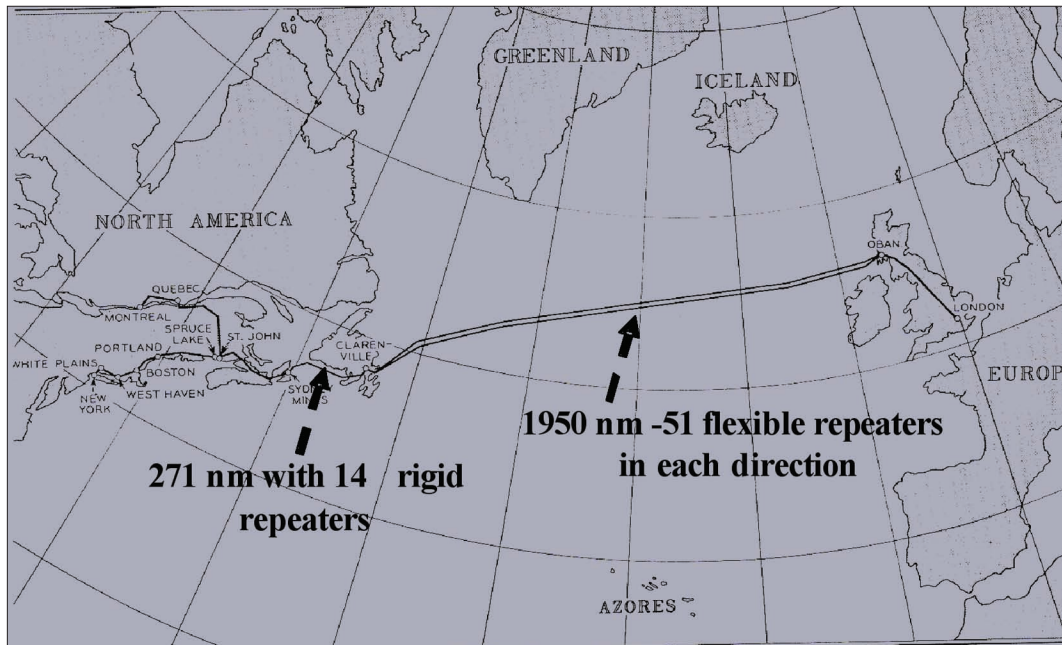 GREENLAND
ICELAND
NORTH AMERICA
OBAN
QUEBEC
MONTREAL
SPRUCE
LAKE
ST. JOHN
PORTLAND
CLAREN-
VILLE
LONDON
WHITE PLAINS
BOSTON
NEW
YORK
WEST HAVEN
SYDNEY
MINES
EUROP
1950 nm -51 flexible repeaters
in each direction
271 nm with 14 rigid
repeaters
AZORES